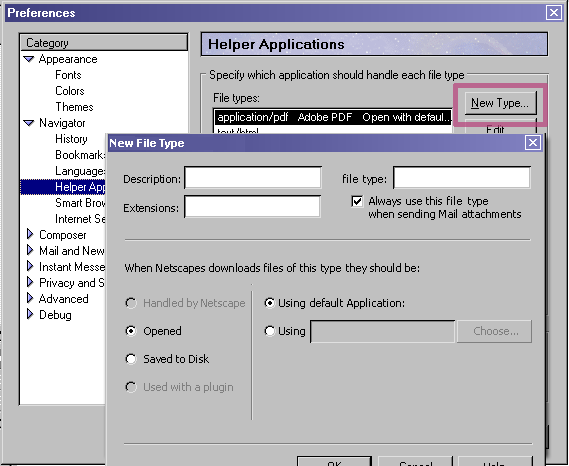 Preferences
Category
Appearance
Fonts
Colors
Themes
Navigator
History
Bookmark
Language
Helper App
Smart Brow
Internet Se
Composer
Mail and New
Instant Messe
Privacy and S
Advanced
Debug
Helper Applications
Specify which application should handle each file type
File types:
application/pdf Adobe PDF Open with defaul...
text/html
New Type...
Edit
New File Type
Description:
file type:
Extensions:
Always use this file type
when sending Mail attachments
When Netscapes downloads files of this type they should be:
Handled by Netscape
Opened
Saved to Disk
Used with a plugin
Using default Application:
Using
Choose...
OK
Cancel
Help